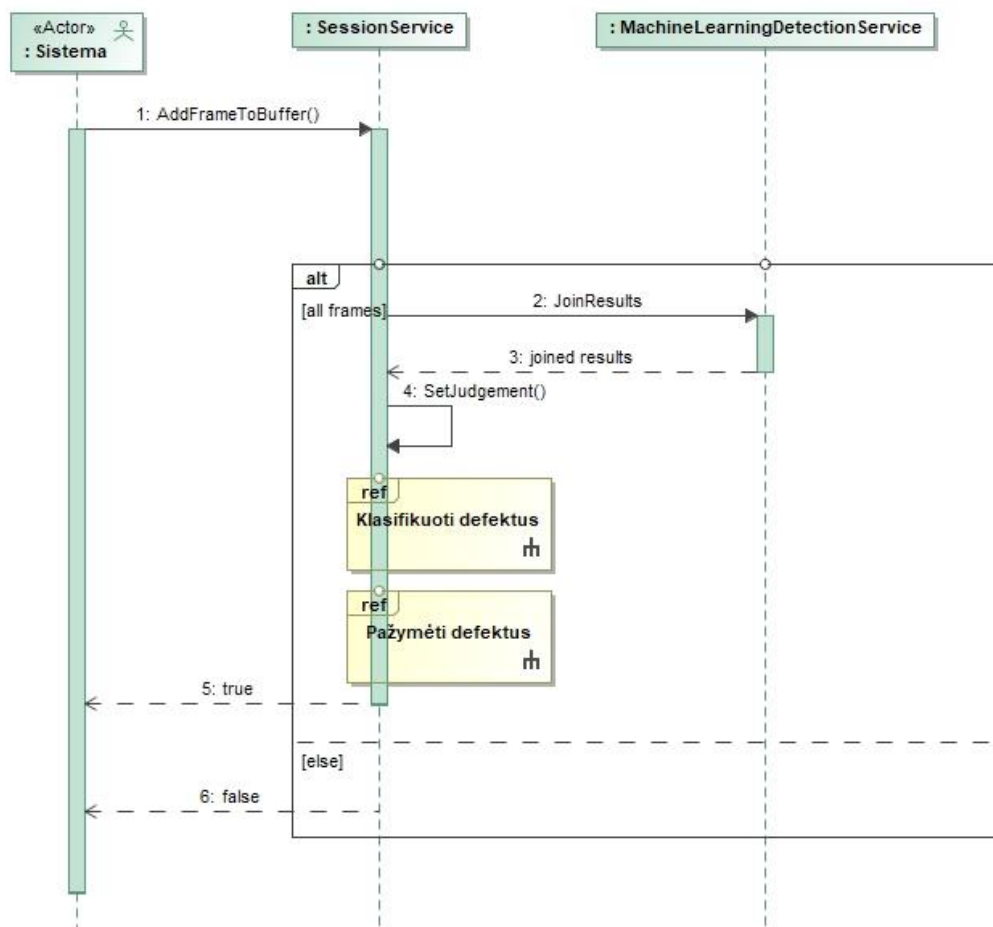 «Actor»
: Sistema
: SessionService
: MachineLearningDetectionService
1: AddFrameToBuffer()
alt
[all frames]
2: JoinResults
3: joined results
4: SetJudgement()
ref
Klasifikuoti defektus
ref
Pažymėti defektus
5: true
[else]
6: false